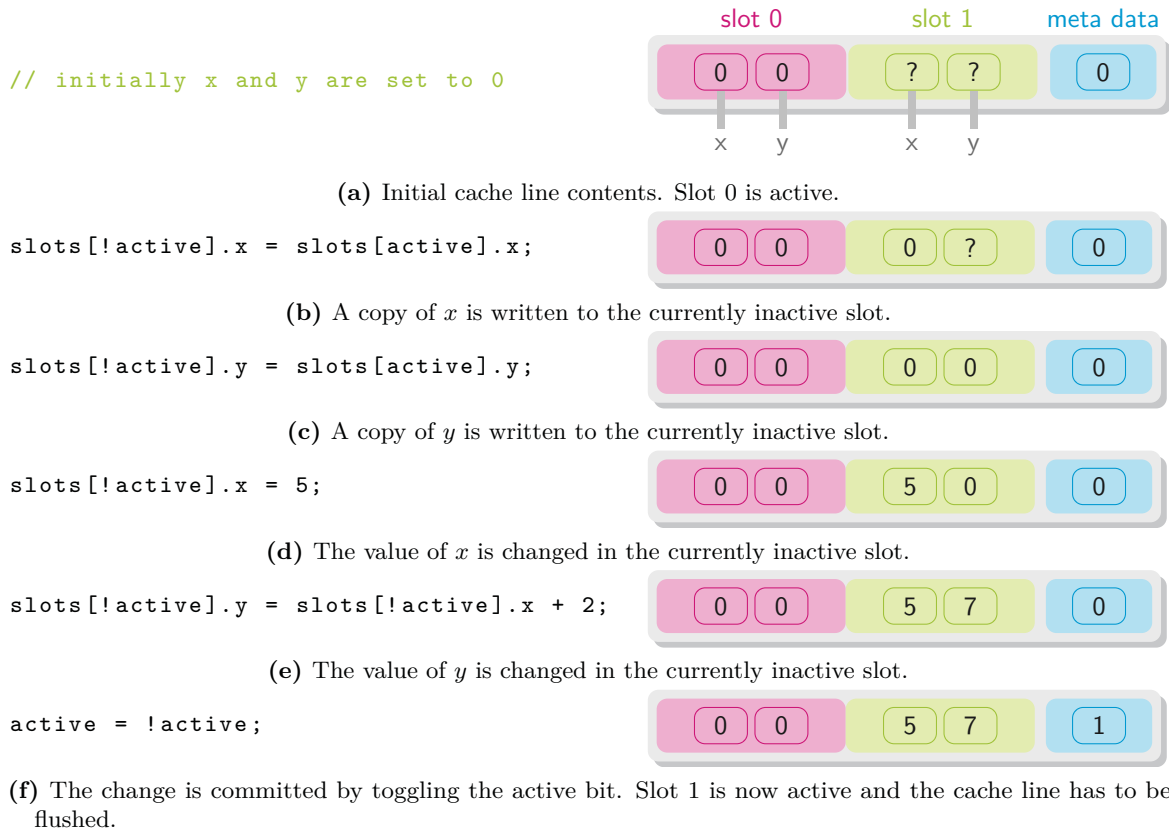 slot 0 slot 1 meta data
// initially x and y are set to 0 0 0 ? ? 0
x y x y
(a) Initial cache line contents. Slot 0 is active.
slots[!active].x = slots[active].x; 0 0 0 ? 0
(b) A copy of x is written to the currently inactive slot.
slots[!active].y = slots[active].y; 0 0 0 0 0
(c) A copy of y is written to the currently inactive slot.
slots[!active].x = 5; 0 0 5 0 0
(d) The value of x is changed in the currently inactive slot.
slots[!active].y = slots[!active].x + 2; 0 0 5 7 0
(e) The value of y is changed in the currently inactive slot.
active = !active; 0 0 5 7 1
(f) The change is committed by toggling the active bit. Slot 1 is now active and the cache line has to be
flushed.